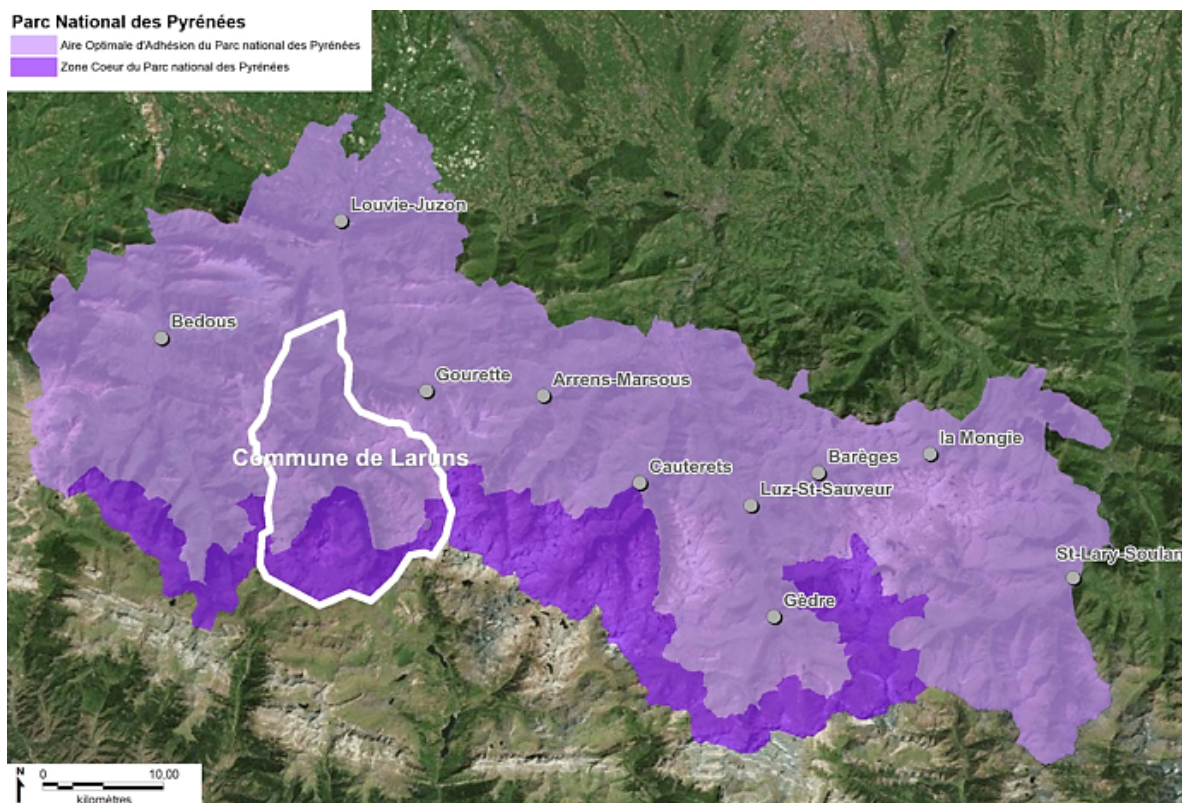 Parc National des Pyrénées
Aire Optimale d'Adhésion du Parc national des Pyrénées
Zone Coeur du Parc national des Pyrénées
Louvie-Juzon
Bedous
Gourette
Arrens-Marsous
la Mongie
Commune de Laruns
Cauterets
Barèges
Luz-St-Sauveur
St-Lary-Soulan
Gèdre
N
0 10,00
kilomètres